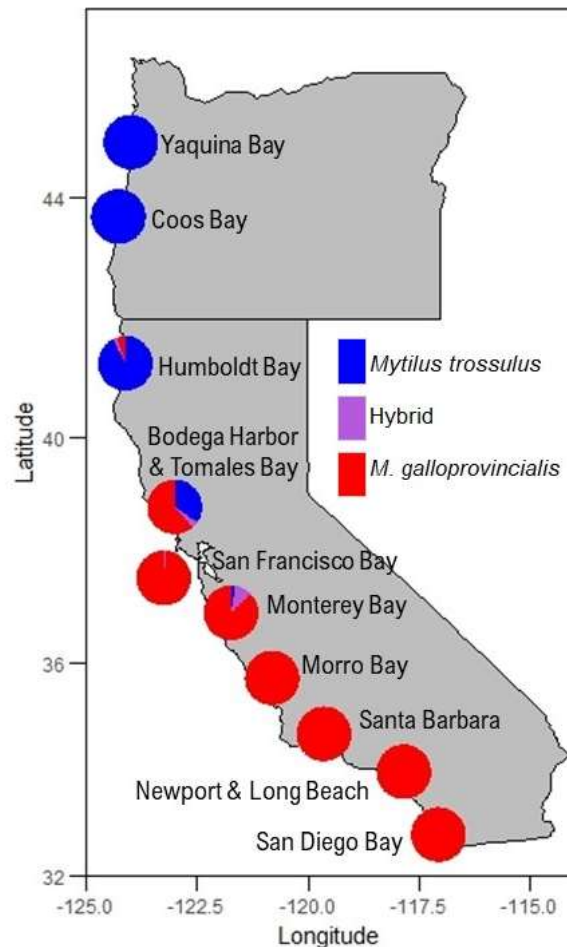 Yaquina Bay
44
Coos Bay
Humboldt Bay
Mytilus trossulus
Hybrid
M. galloprovincialis
Latitude
40
Bodega Harbor
& Tomales Bay
San Francisco Bay
Monterey Bay
36
Morro Bay
Santa Barbara
Newport & Long Beach
San Diego Bay
32
-125.0 -122.5 -120.0 -117.5 -115.0
Longitude